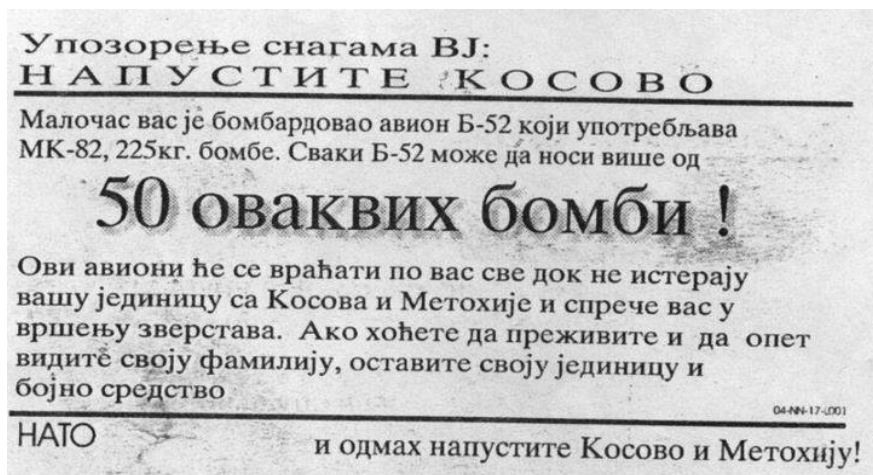 Упозорење снагама ВЈ:
НАПУСТИТЕ КОСОВО
Малочас вас је бомбардовао авион Б-52 који употребљава
МК-82, 225кг. бомбе. Сваки Б-52 може да носи више од
50 оваквих бомби !
Ови авиони ће се враћати по вас све док не истерају
вашу јединицу са Косова и Метохије и спрече вас у
вршењу зверстава. Ако хоћете да преживите и да опет
видите своју фамилију, оставите своју јединицу и
бојно средство
04-NN-17-L001
НАТО
и одмах напустите Косово и Метохију!